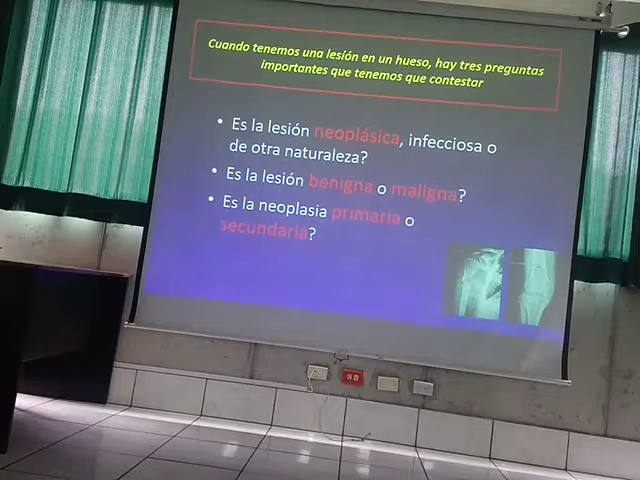 Cuando tenemos una lesión en un hueso, hay tres preguntas
importantes que tenemos que contestar
• Es la lesión neoplásica, infecciosa o
de otra naturaleza?
• Es la lesión benigna o maligna?
• Es la neoplasia primaria o
secundaria?